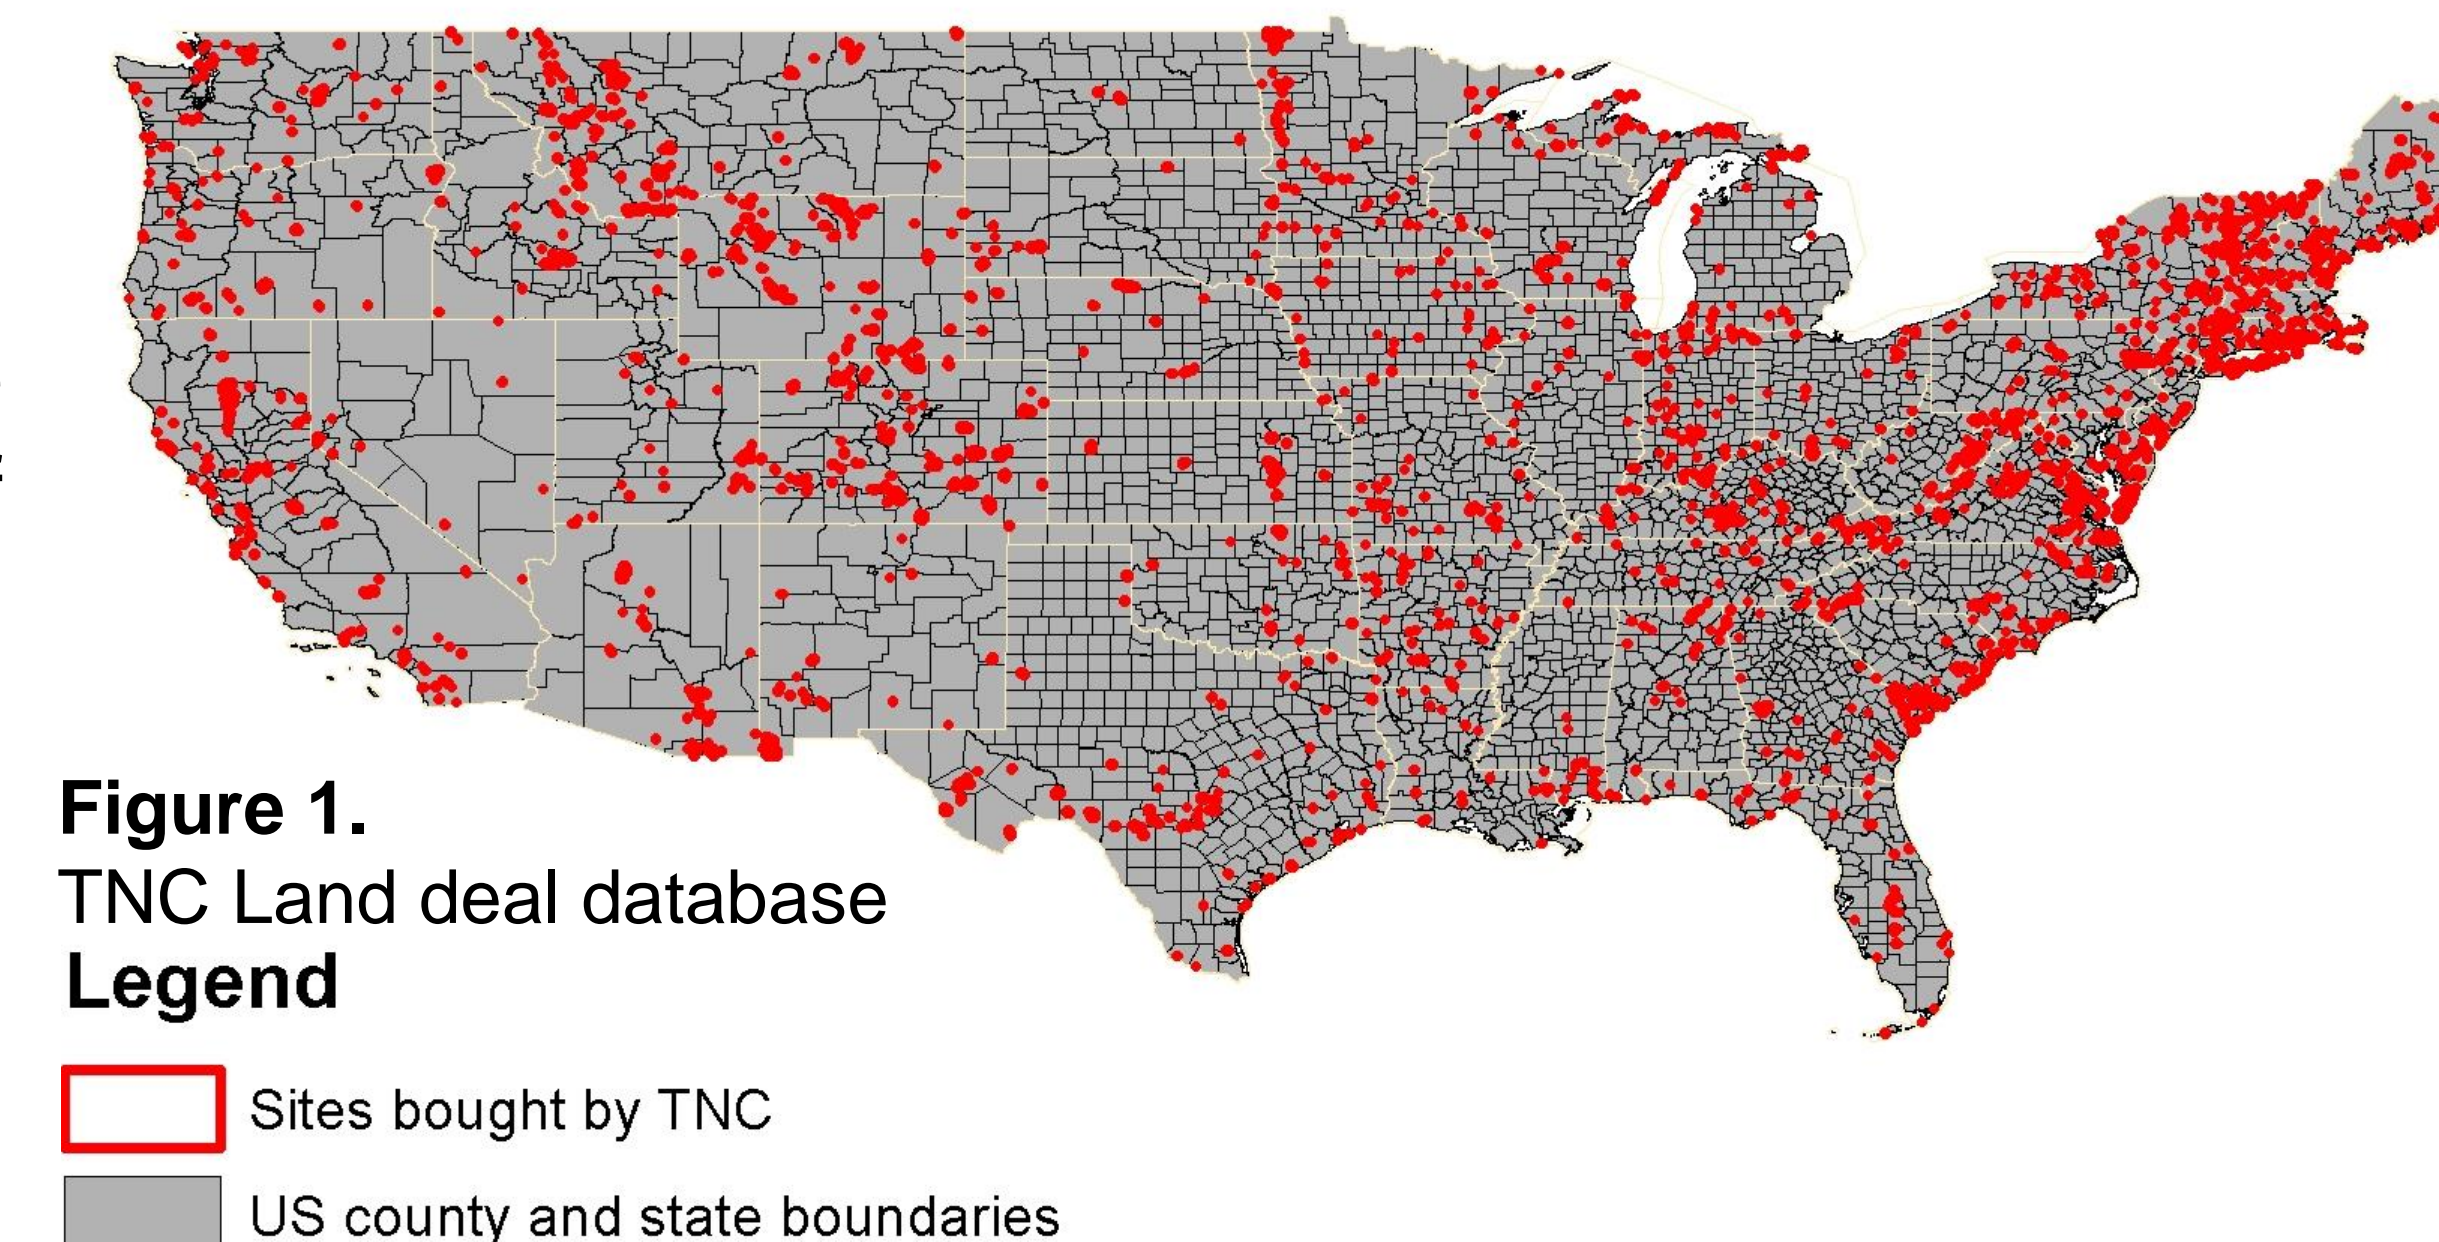 Figure 1.
TNC Land deal database
Legend
Sites bought by TNC
US county and state boundaries